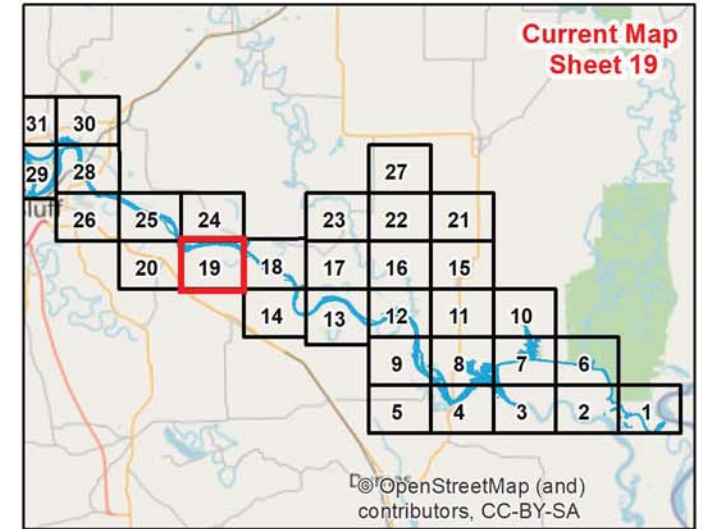 Current Map
Sheet 19
31 30
29 28 27
luff 26 25 24 23 22 21
20 19 18 17 16 15
14 13 12 11 10
9 8 7 6
5 4 3 2 1
© OpenStreetMap (and)
contributors, CC-BY-SA